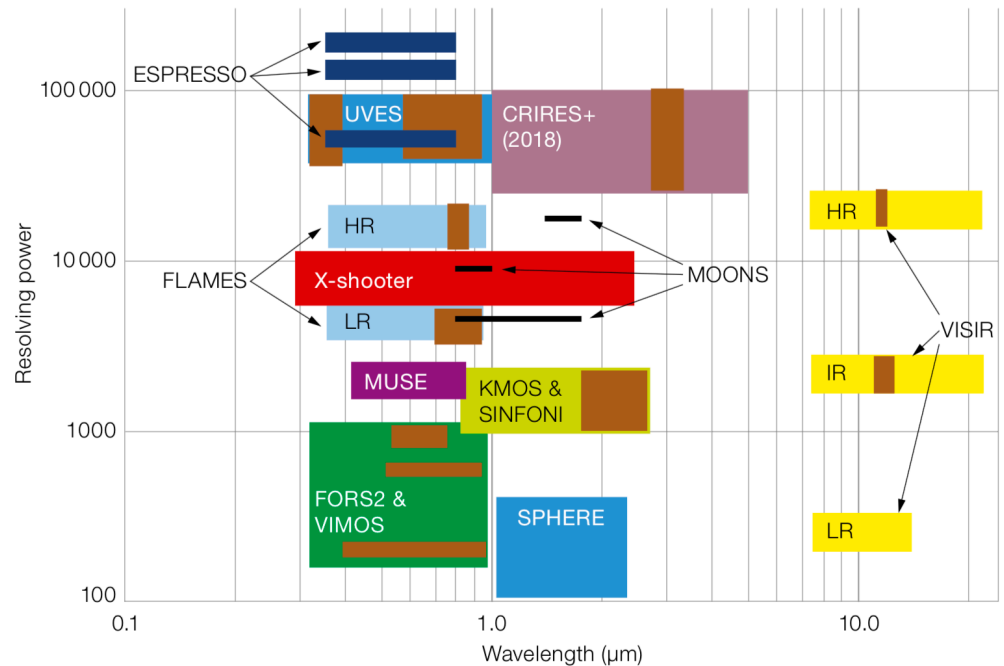 ESPRESSO
100 000
UVES
CRIRES+
(2018)
HR
HR
10 000
FLAMES
X-shooter
MOONS
LR
VISIR
MUSE
KMOS &
SINFONI
IR
1000
FORS2 &
VIMOS
SPHERE
LR
100
0.1
1.0
10.0
Wavelength (μm)
Resolving power